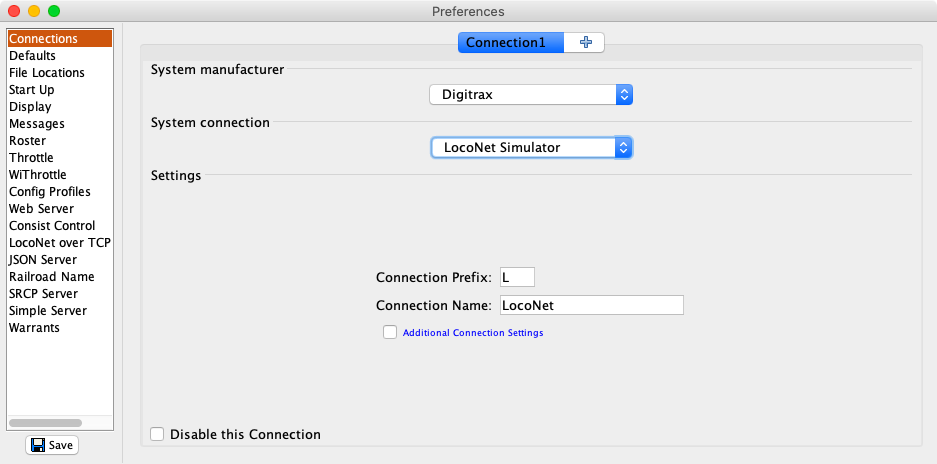 Preferences
Connections
Defaults
File Locations
Start Up
Display
Messages
Roster
Throttle
WiThrottle
Config Profiles
Web Server
Consist Control
LocoNet over TCP
JSON Server
Railroad Name
SRCP Server
Simple Server
Warrants
Save
Connection1
System manufacturer
Digitrax
System connection
LocoNet Simulator
Settings
Connection Prefix: L
Connection Name: LocoNet
Additional Connection Settings
Disable this Connection